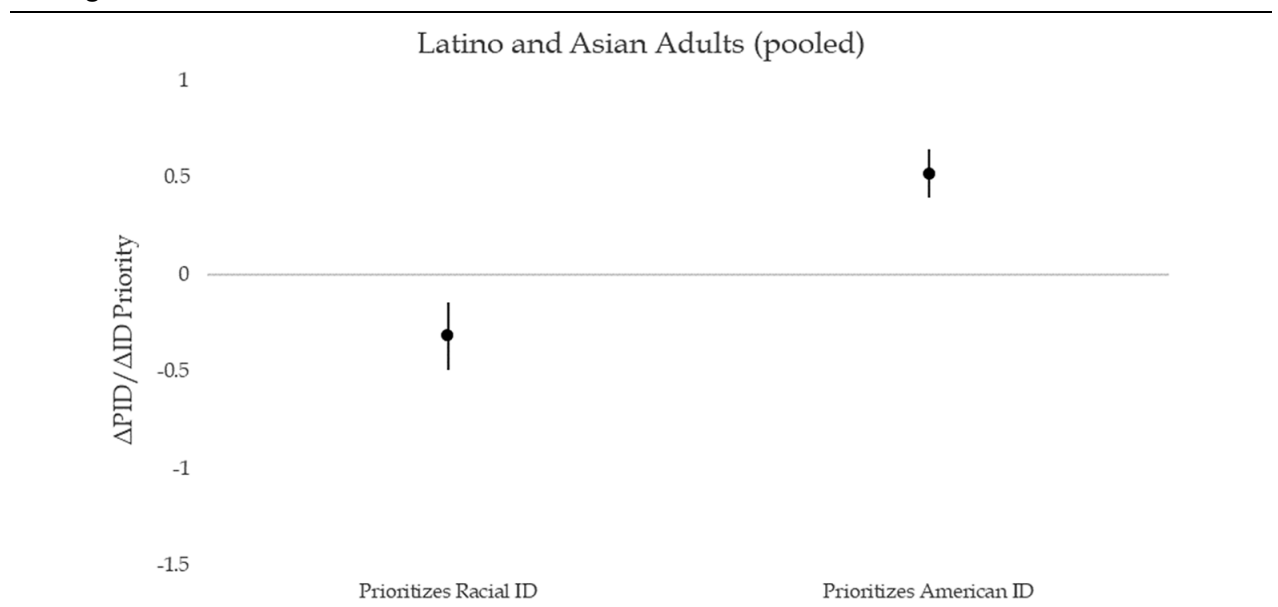 Latino and Asian Adults (pooled)
1
0.5
0
-0.5
-1
-1.5
ΔPID/ΔID Priority
Prioritizes Racial ID
Prioritizes American ID